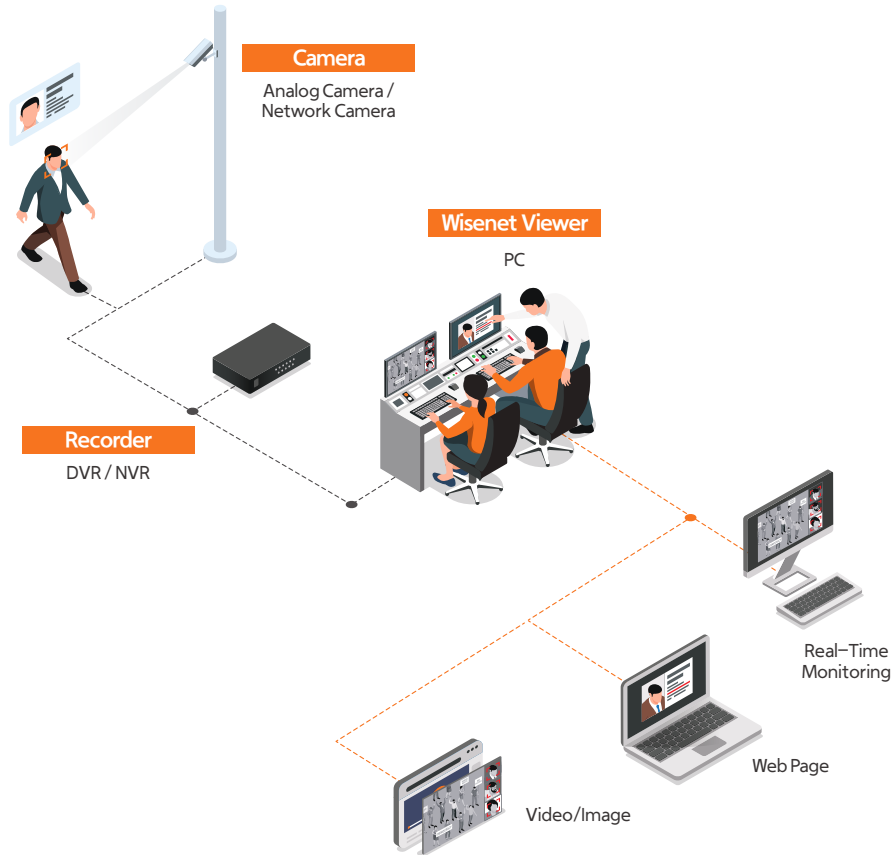 Camera
Analog Camera /
Network Camera
Wisenet Viewer
PC
Recorder
DVR / NVR
Real-Time
Monitoring
Web Page
Video/Image